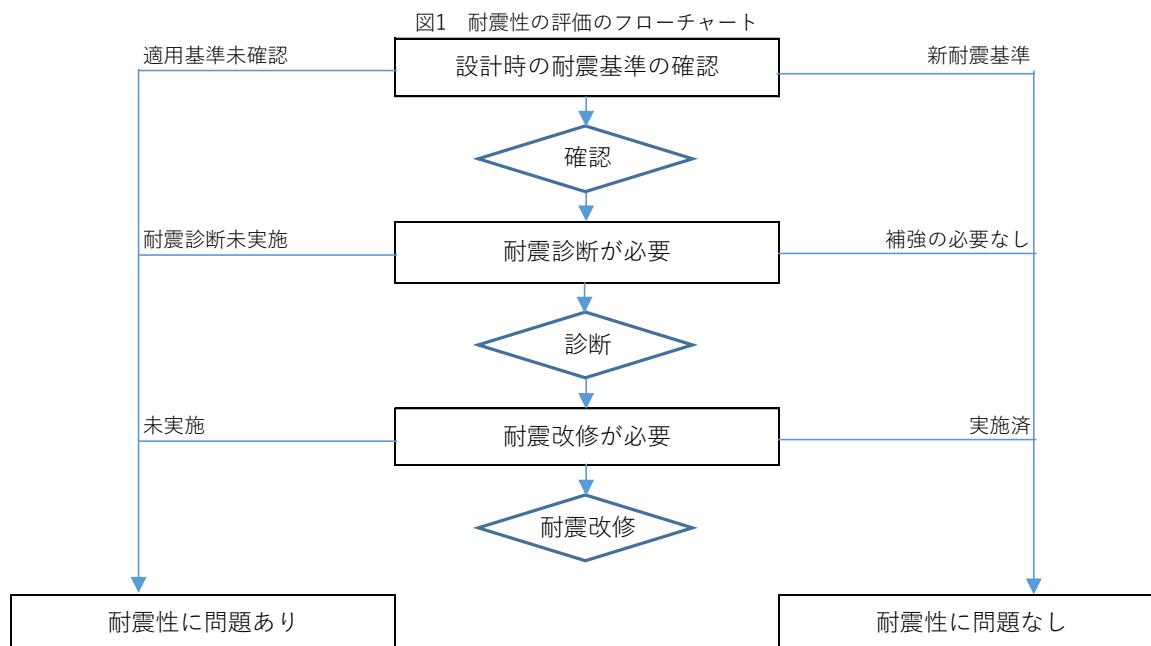 図1　耐震性の評価のフローチャート
適用基準未確認
設計時の耐震基準の確認
新耐震基準
確認
耐震診断未実施
耐震診断が必要
補強の必要なし
診断
未実施
耐震改修が必要
実施済
耐震改修
耐震性に問題あり
耐震性に問題なし